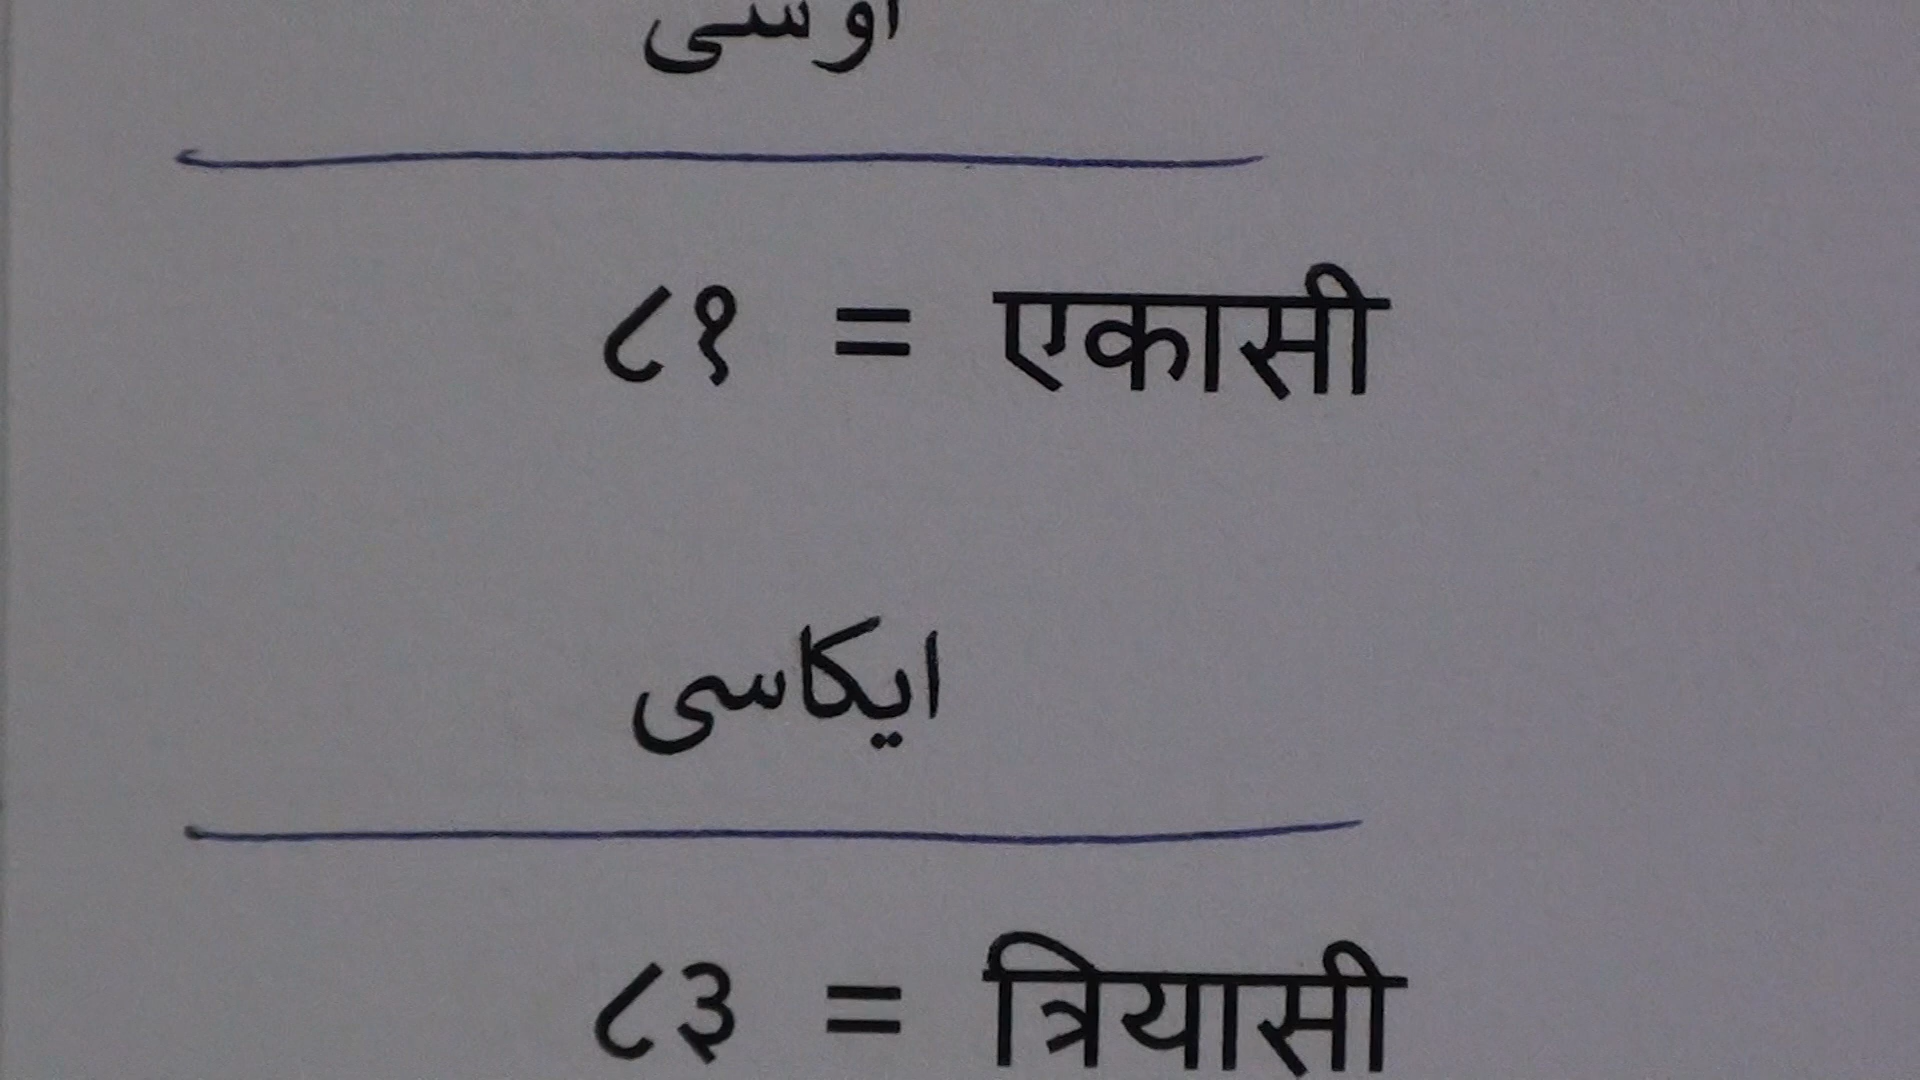 اوسی
८१ = एकासी
ایکاسی
८३ = त्रियासी